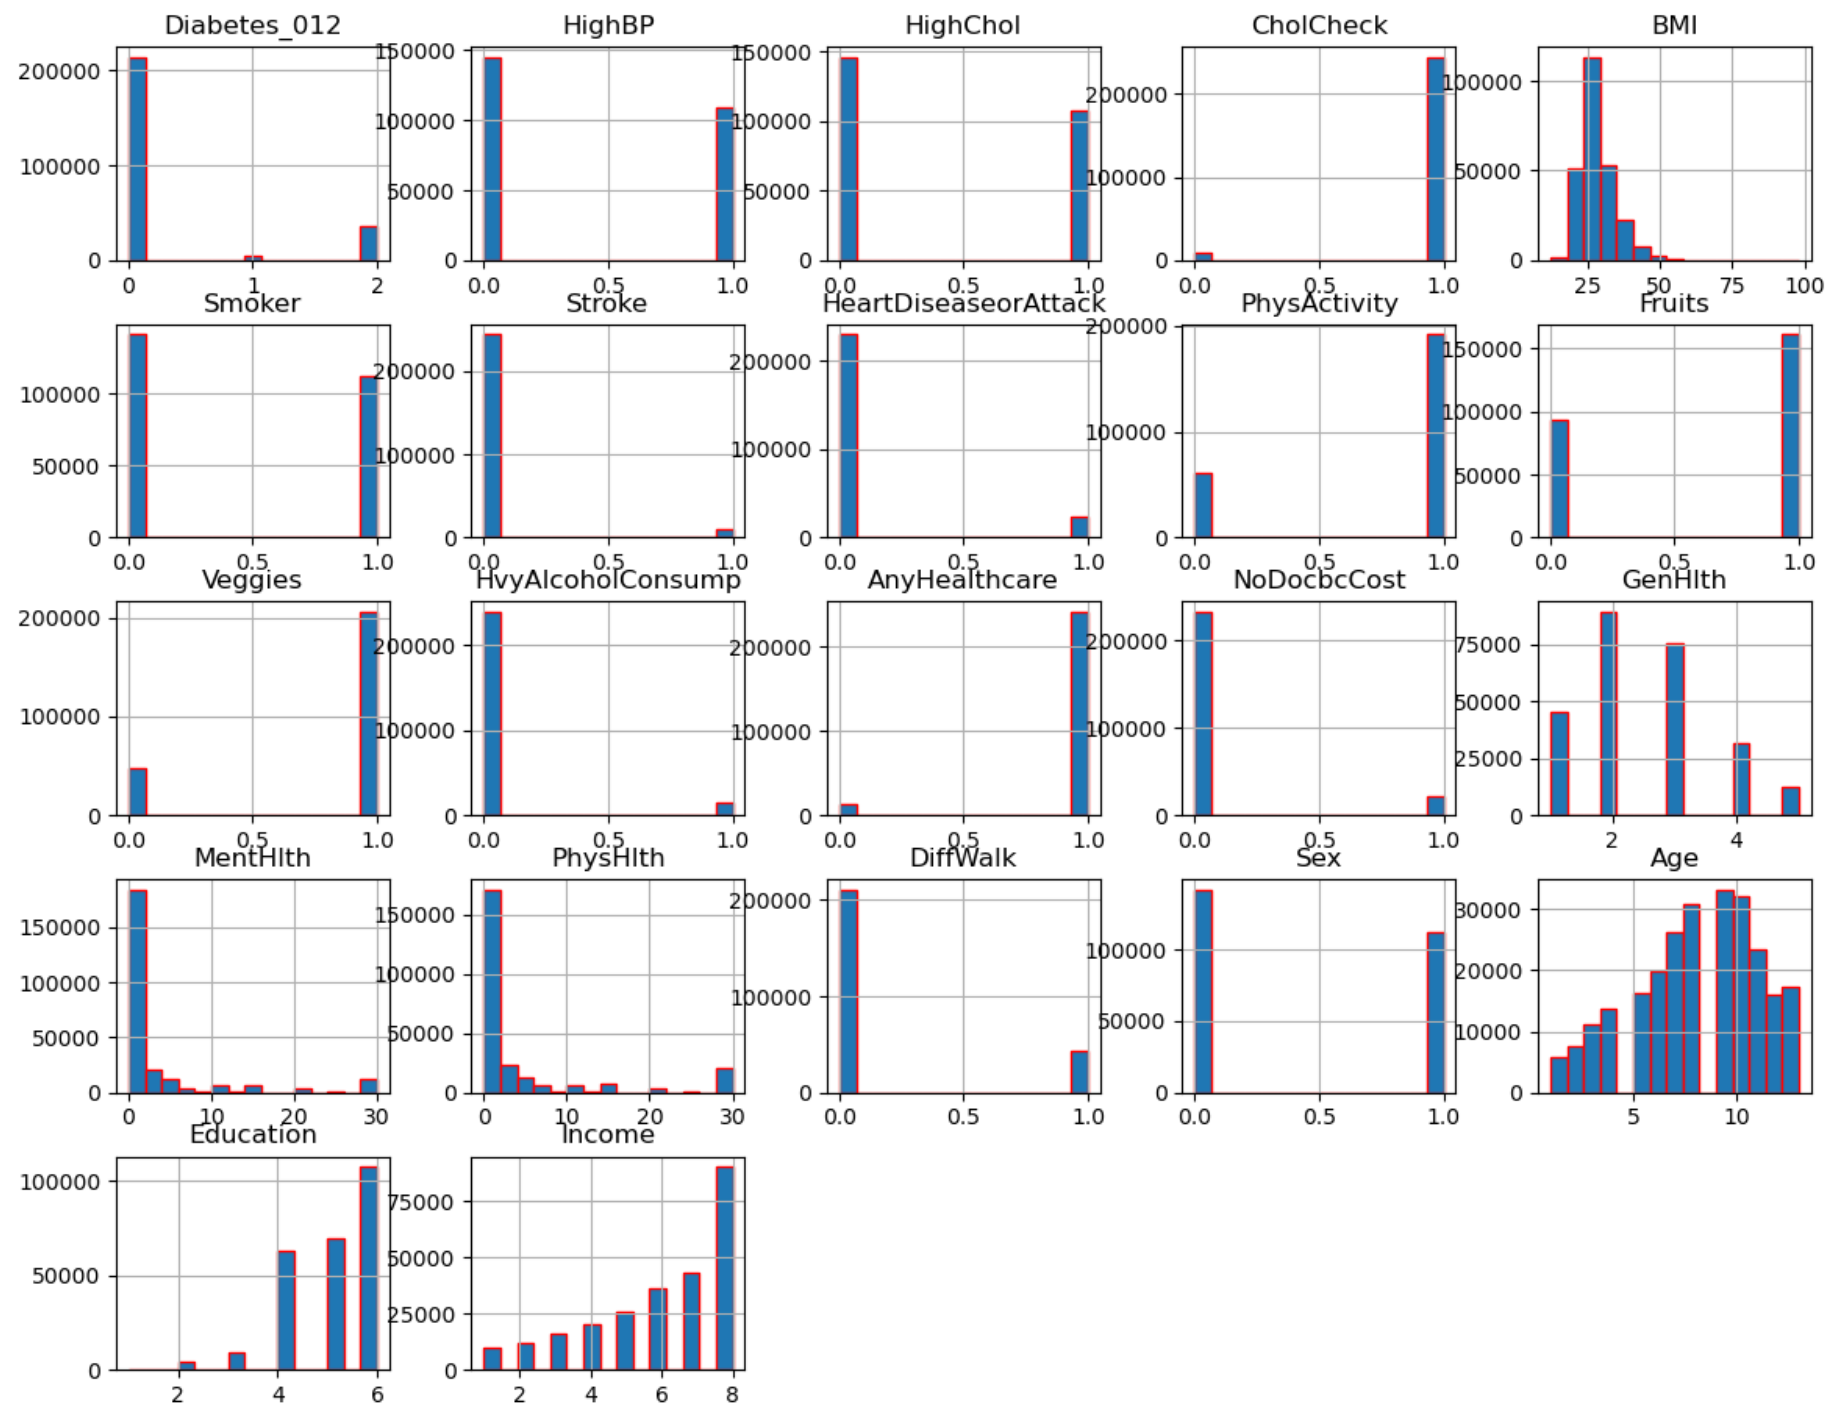 Diabetes_012
200000
100000
0
0 1 2
HighBP
150000
100000
50000
0
0.0 0.5 1.0
HighChol
150000
100000
50000
0
0.0 0.5 1.0
CholCheck
200000
100000
0
0.0 0.5 1.0
BMI
100000
50000
0
25 50 75 100
Smoker
100000
50000
0
0.0 0.5 1.0
Stroke
200000
100000
0
0.0 0.5 1.0
HeartDiseaseorAttack
200000
100000
0
0.0 0.5 1.0
PhysActivity
200000
100000
0
0.0 0.5 1.0
Fruits
150000
100000
50000
0
0.0 0.5 1.0
Veggies
200000
100000
0
0.0 0.5 1.0
HvyAlcoholConsump
200000
100000
0
0.0 0.5 1.0
AnyHealthcare
200000
100000
0
0.0 0.5 1.0
NoDocbcCost
200000
100000
0
0.0 0.5 1.0
GenHlth
75000
50000
25000
0
2 4
MentHlth
150000
100000
50000
0
0 10 20 30
PhysHlth
150000
100000
50000
0
0 10 20 30
DiffWalk
200000
100000
0
0.0 0.5 1.0
Sex
100000
50000
0
0.0 0.5 1.0
Age
30000
20000
10000
0
5 10
Education
100000
50000
0
2 4 6
Income
75000
50000
25000
0
2 4 6 8